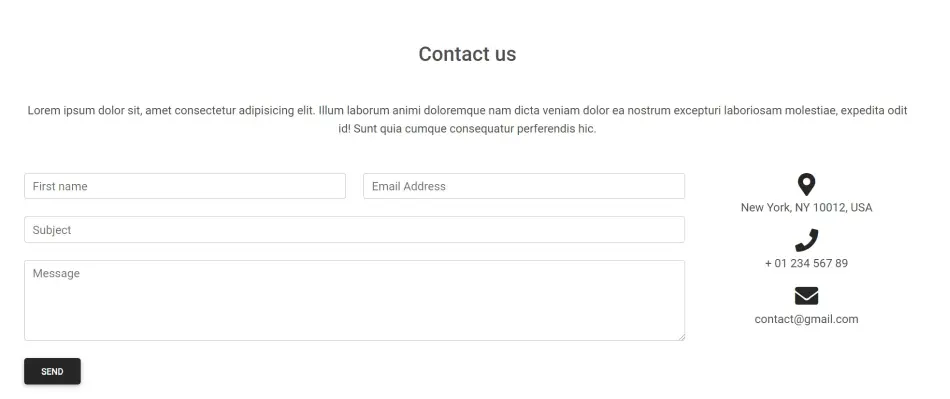 Contact us
Lorem ipsum dolor sit, amet consectetur adipisicing elit. Illum laborum animi doloremque nam dicta veniam dolor ea nostrum excepturi laboriosam molestiae, expedita odit
id! Sunt quia cumque consequatur perferendis hic.
First name
Email Address
Subject
Message
SEND
New York, NY 10012, USA
+ 01 234 567 89
contact@gmail.com